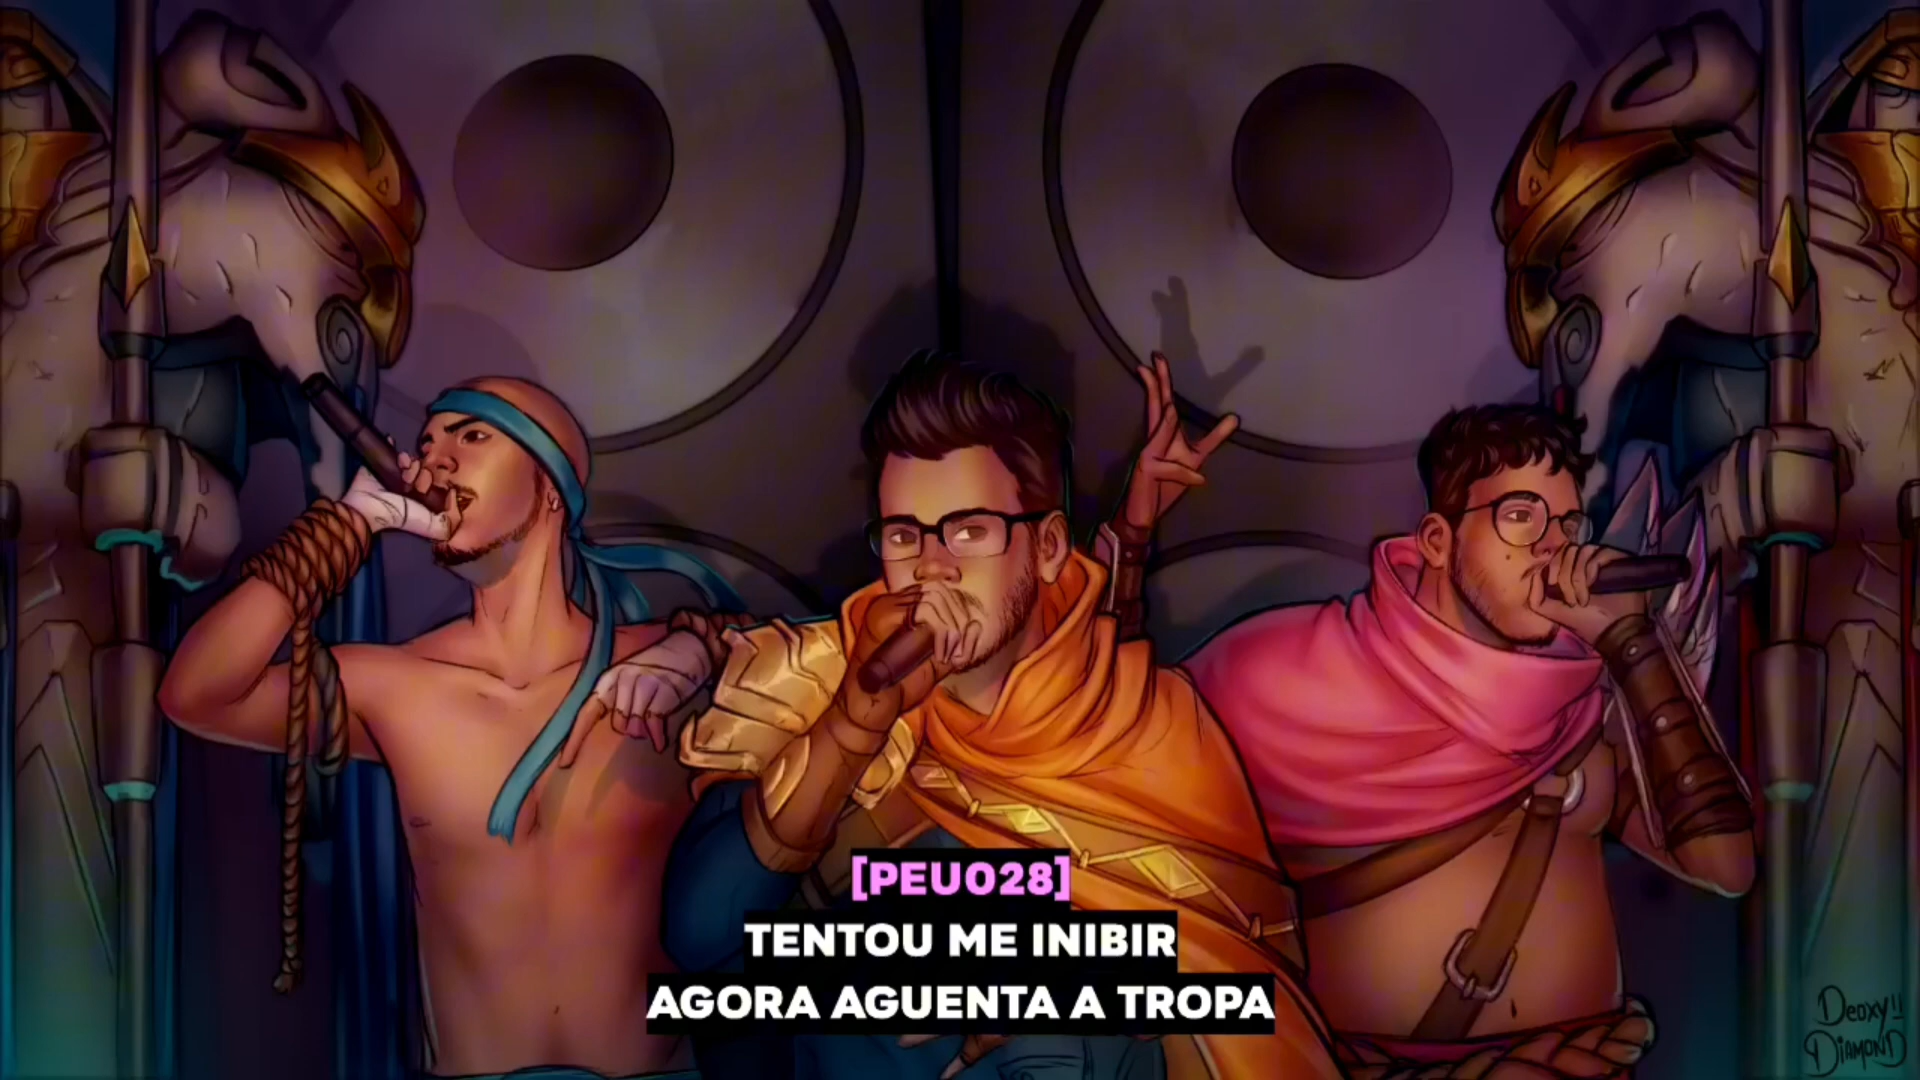 [PEU028]
TENTOU ME INIBIR
AGORA AGUENTA A TROPA
Deoxy!!
DiAMOND